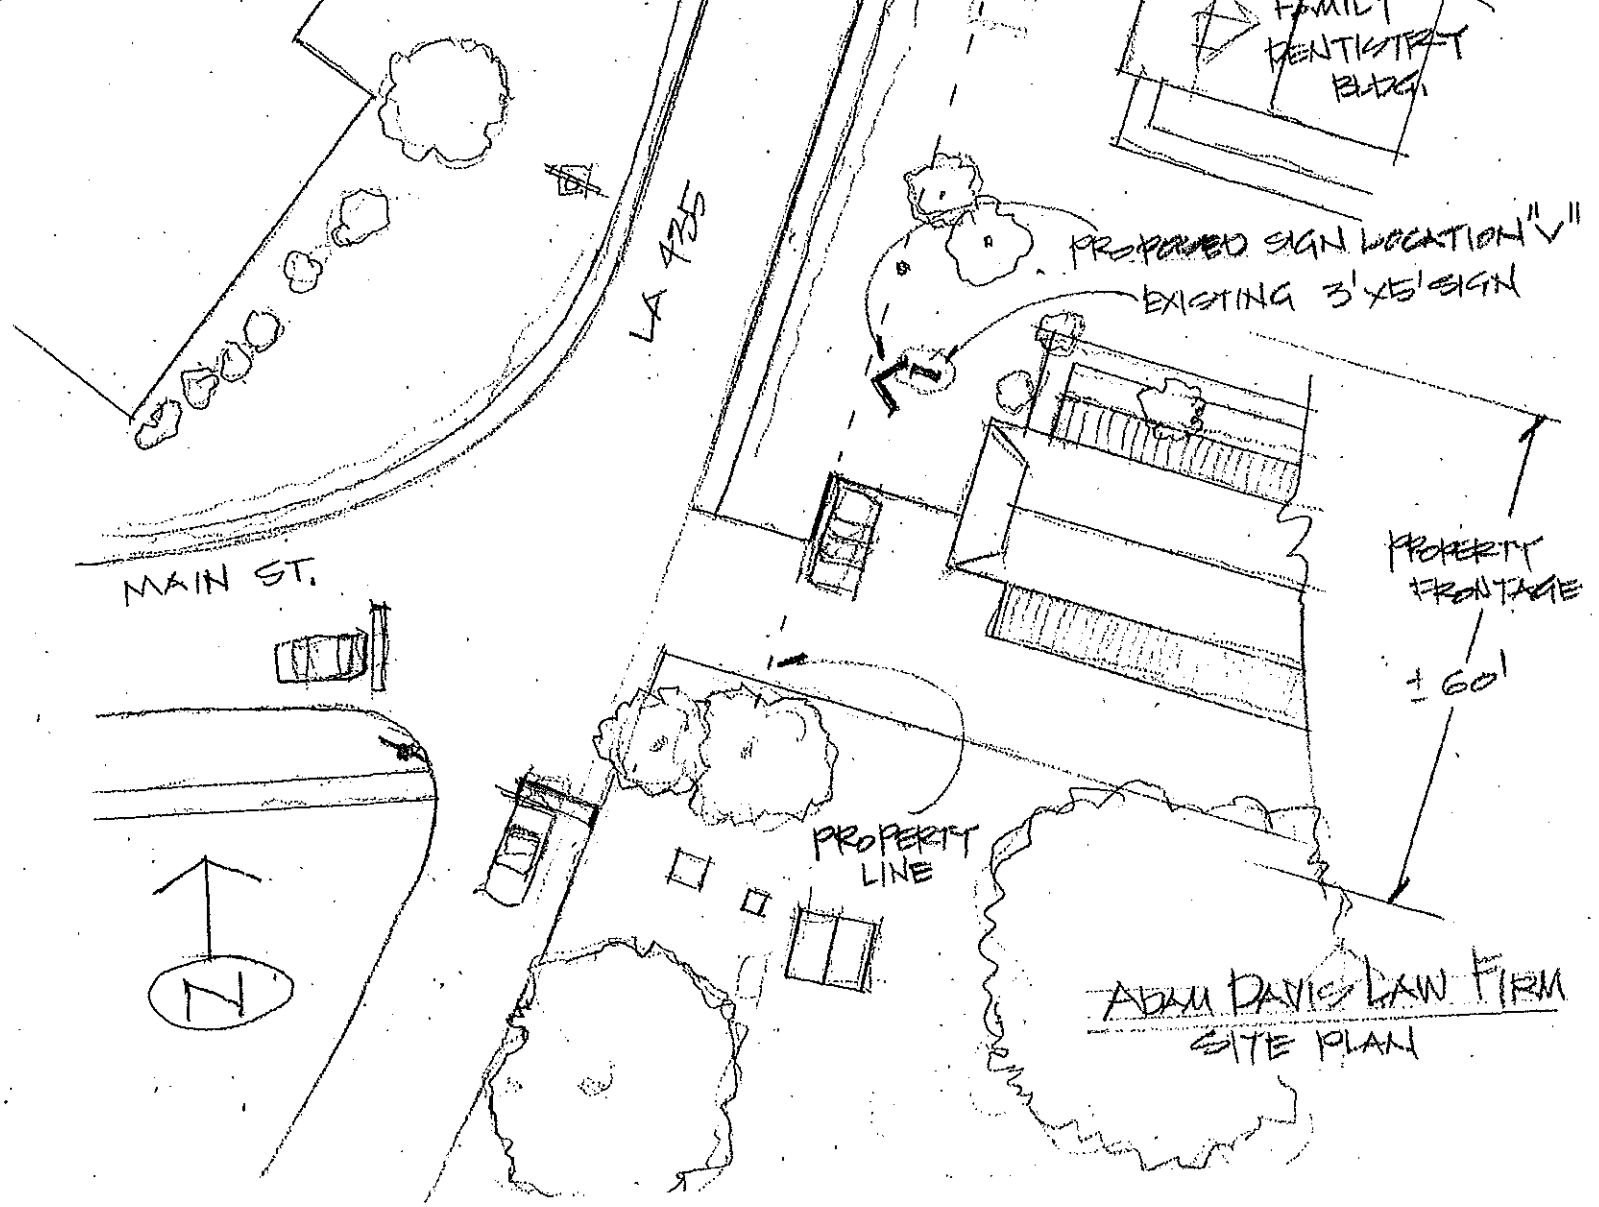 FAMILY
DENTISTRY
BLDG.
LA 435
PROPOSED SIGN LOCATION "V"
EXISTING 3'X5' SIGN
MAIN ST.
PROPERTY
FRONTAGE
± 60'
PROPERTY
LINE
N
ADAM DAVIS LAW FIRM
SITE PLAN